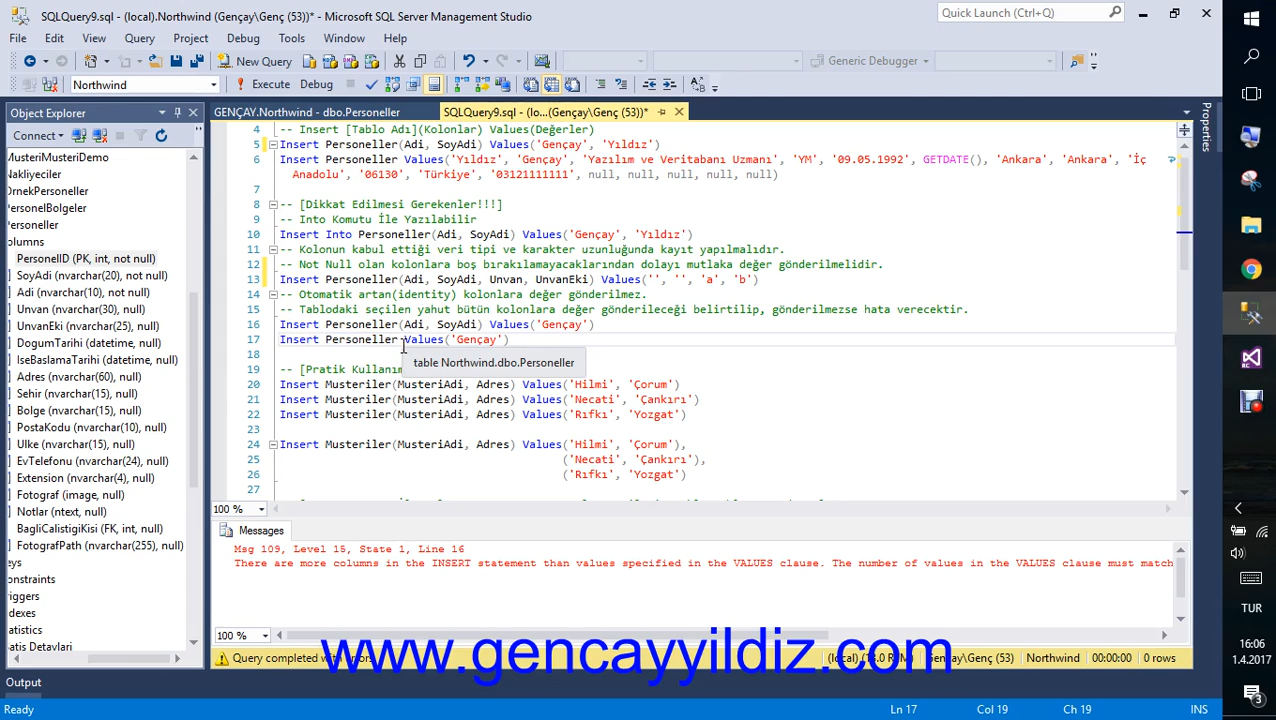 SQLQuery9.sql - (local).Northwind (Gençay\Genç (53))* - Microsoft SQL Server Management Studio
Quick Launch (Ctrl+Q)
File Edit View Query Project Debug Tools Window Help
New Query
Generic Debugger
Northwind
Execute Debug
Object Explorer
GENÇAY.Northwind - dbo.Personeller
SQLQuery9.sql - (lo...(Gençay\Genç (53))*
Properties
Connect
MusteriMusteriDemo
Nakliyeciler
OrnekPersoneller
PersonelBolgeler
Personeller
olumns
PersonelID (PK, int, not null)
SoyAdi (nvarchar(20), not null)
Adi (nvarchar(10), not null)
Unvan (nvarchar(30), null)
UnvanEki (nvarchar(25), null)
DogumTarihi (datetime, null)
IseBaslamaTarihi (datetime, null)
Adres (nvarchar(60), null)
Sehir (nvarchar(15), null)
Bolge (nvarchar(15), null)
PostaKodu (nvarchar(10), null)
Ulke (nvarchar(15), null)
EvTelefonu (nvarchar(24), null)
Extension (nvarchar(4), null)
Fotograf (image, null)
Notlar (ntext, null)
BagliCalistigiKisi (FK, int, null)
FotografPath (nvarchar(255), null)
eys
onstraints
riggers
dexes
tatistics
4 -- Insert [Tablo Adı](Kolonlar) Values(Değerler)
5 Insert Personeller(Adi, SoyAdi) Values('Gençay', 'Yıldız')
6 Insert Personeller Values('Yıldız', 'Gençay', 'Yazılım ve Veritabanı Uzmanı', 'YM', '09.05.1992', GETDATE(), 'Ankara', 'Ankara', 'İç
Anadolu', '06130', 'Türkiye', '03121111111', null, null, null, null, null)
7
8 -- [Dikkat Edilmesi Gerekenler!!!]
9 -- Into Komutu İle Yazılabilir
10 Insert Into Personeller(Adi, SoyAdi) Values('Gençay', 'Yıldız')
11 -- Kolonun kabul ettiği veri tipi ve karakter uzunluğunda kayıt yapılmalıdır.
12 -- Not Null olan kolonlara boş bırakılamayacaklarından dolayı mutlaka değer gönderilmelidir.
13 Insert Personeller(Adi, SoyAdi, Unvan, UnvanEki) Values('', '', 'a', 'b')
14 -- Otomatik artan(identity) kolonlara değer gönderilmez.
15 -- Tablodaki seçilen yahut bütün kolonlara değer gönderileceği belirtilip, gönderilmezse hata verecektir.
16 Insert Personeller(Adi, SoyAdi) Values('Gençay')
17 Insert Personeller Values('Gençay')
18
table Northwind.dbo.Personeller
19 -- [Pratik Kullanım
20 Insert Musteriler(MusteriAdi, Adres) Values('Hilmi', 'Çorum')
21 Insert Musteriler(MusteriAdi, Adres) Values('Necati', 'Çankırı')
22 Insert Musteriler(MusteriAdi, Adres) Values('Rıfkı', 'Yozgat')
23
24 Insert Musteriler(MusteriAdi, Adres) Values('Hilmi', 'Çorum'),
25 ('Necati', 'Çankırı'),
26 ('Rıfkı', 'Yozgat')
27
100 %
Messages
Msg 109, Level 15, State 1, Line 16
There are more columns in the INSERT statement than values specified in the VALUES clause. The number of values in the VALUES clause must match
100 %
www.gencayyildiz.com
Query completed with errors
Gençay\Genç (53)
Northwind
00:00:00
0 rows
Output
Ready
Ln 17
Col 19
Ch 19
INS
TUR
16:06
1.4.2017
3